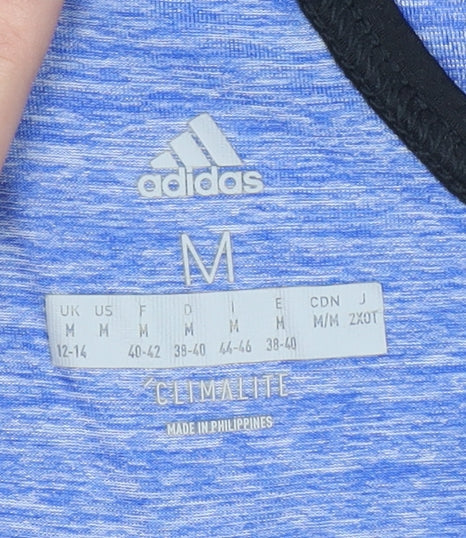 adidas
M
UK US F D I E CDN J
M M M M M M M/M 2XOT
12-14 40-42 38-40 44-46 38-40
CLIMALITE
MADE IN PHILIPPINES